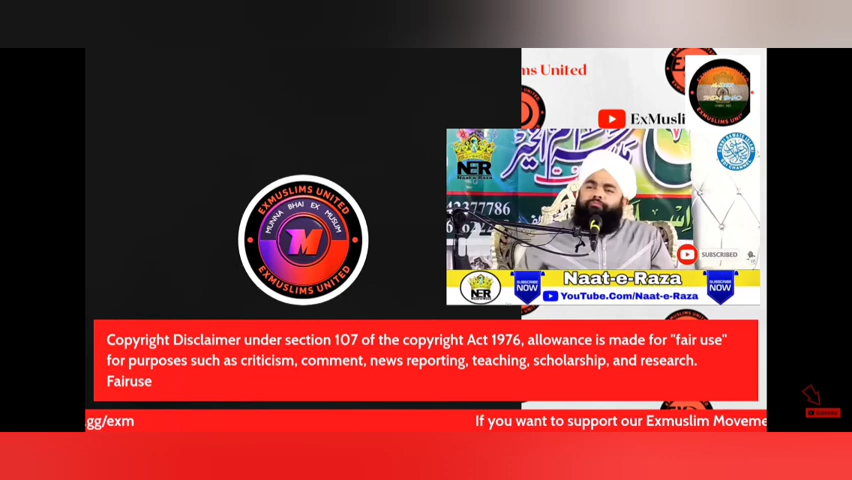 ms United
ExMusli
EXMUSLIMS UNITED
MUNNA BHAI EX MUSLIM
M
EXMUSLIMS UNITED
NER
Naat-e-Raza
42377786
SUBSCRIBED
NER
SUBSCRIBE
NOW
Naat-e-Raza
YouTube.Com/Naat-e-Raza
SUBSCRIBE
NOW
Copyright Disclaimer under section 107 of the copyright Act 1976, allowance is made for "fair use"
for purposes such as criticism, comment, news reporting, teaching, scholarship, and research.
Fairuse
.gg/exm
If you want to support our Exmuslim Moveme